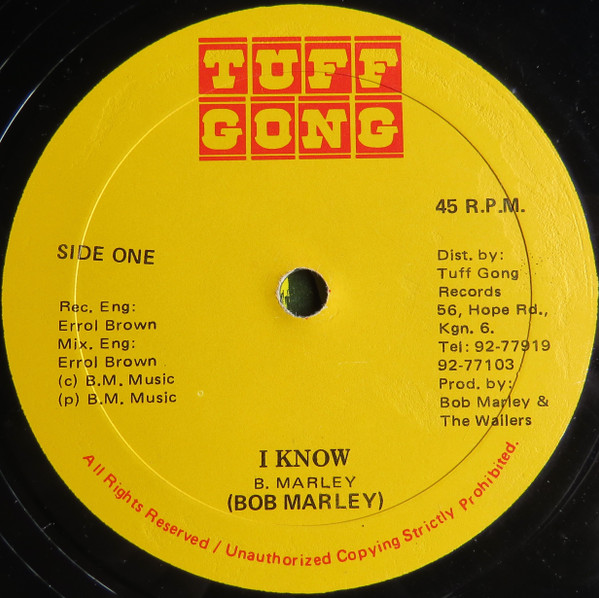 TUFF
GONG
45 R.P.M.
SIDE ONE
Rec. Eng:
Errol Brown
Mix. Eng:
Errol Brown
(c) B.M. Music
(p) B.M. Music
Dist. by:
Tuff Gong
Records
56, Hope Rd.,
Kgn. 6.
Tel: 92-77919
92-77103
Prod. by:
Bob Marley &
The Wailers
I KNOW
B. MARLEY
(BOB MARLEY)
All Rights Reserved / Unauthorized Copying Strictly Prohibited.